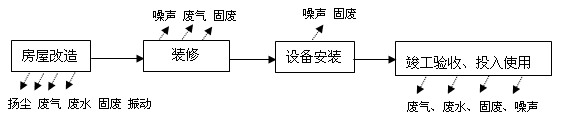 噪声 废气 固废
噪声 固废
房屋改造
装修
设备安装
竣工验收、投入使用
扬尘 废气 废水 固废 振动
废气、废水、固废、噪声